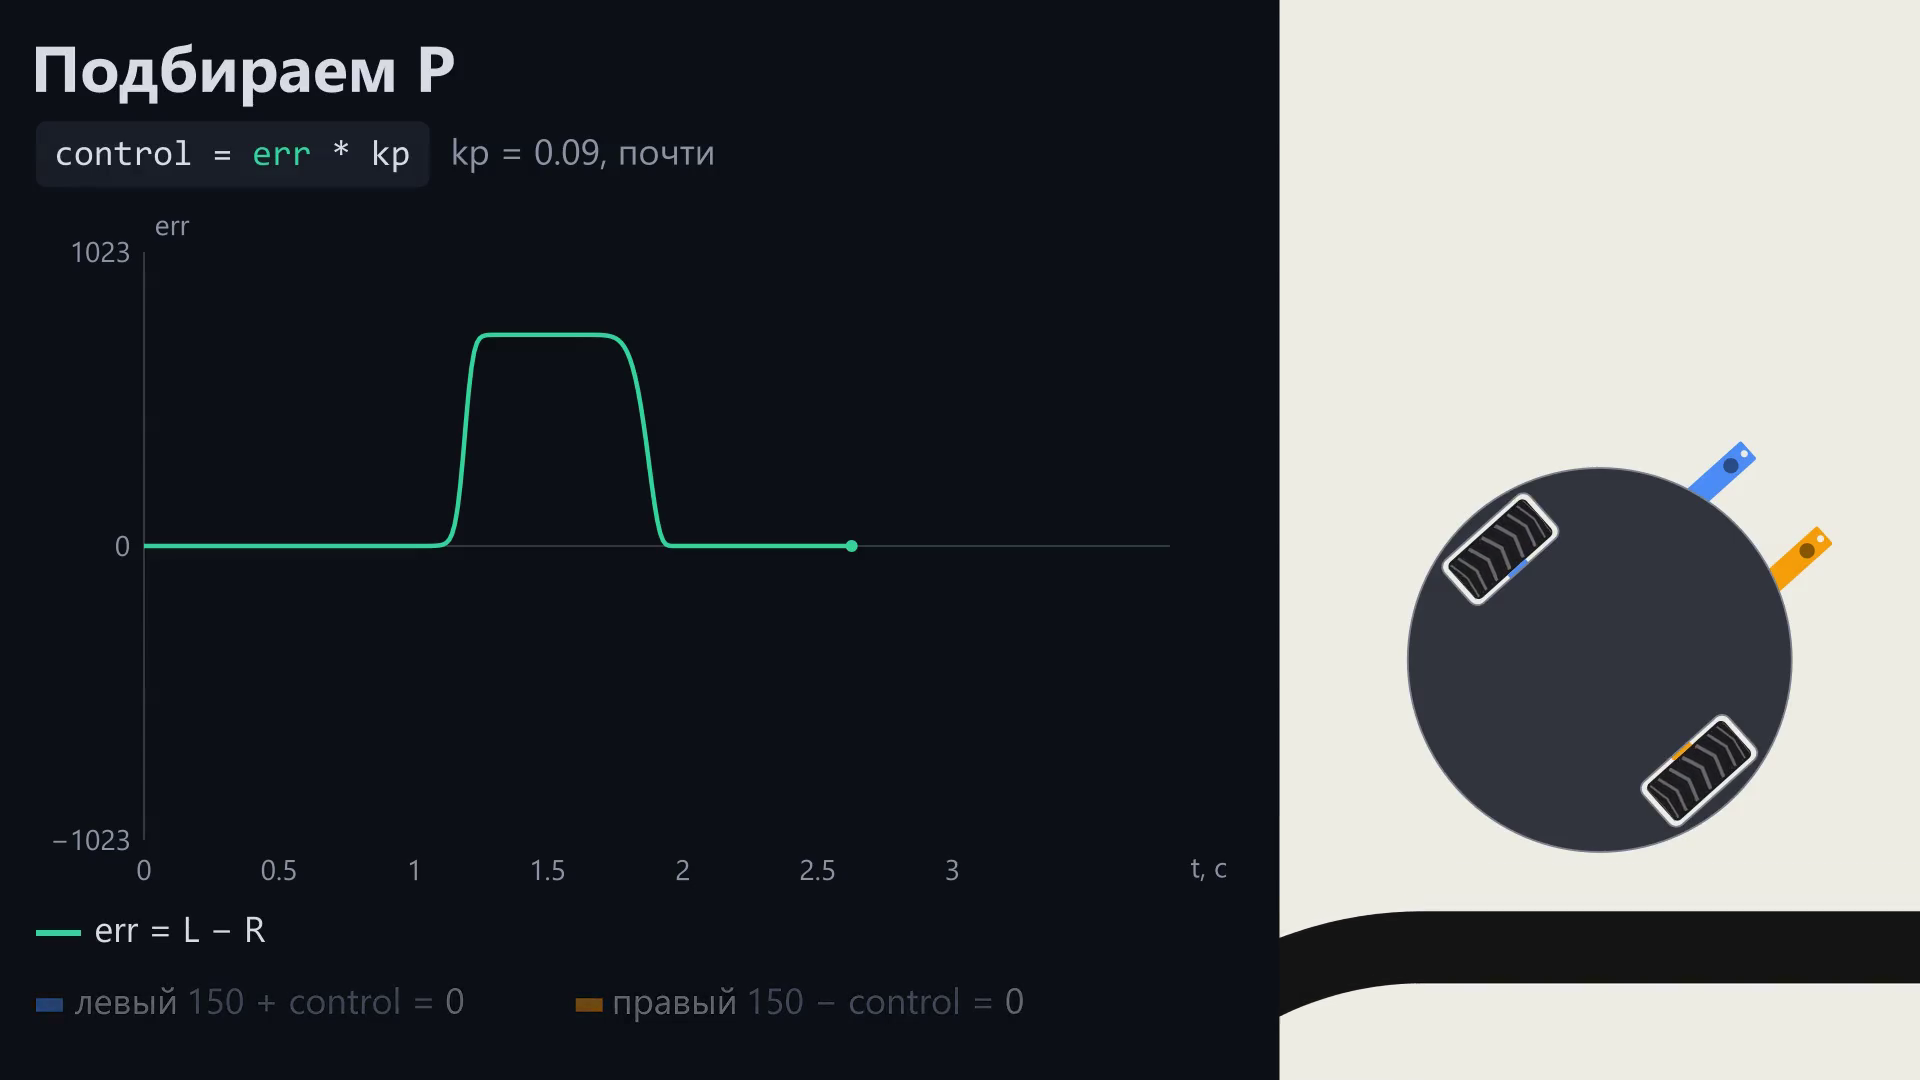 Подбираем P
control = err * kp kp = 0.09, почти
err
1023
0
−1023
0 0.5 1 1.5 2 2.5 3 t, с
err = L − R
левый 150 + control = 0 правый 150 − control = 0